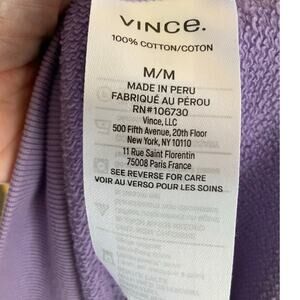 VINCE.
100% COTTON/COTON
M/M
MADE IN PERU
FABRIQUÉ AU PÉROU
RN#106730
Vince, LLC
500 Fifth Avenue, 20th Floor
New York, NY 10110
11 Rue Saint Florentin
75008 Paris France
SEE REVERSE FOR CARE
VOIR AU VERSO POUR LES SOINS